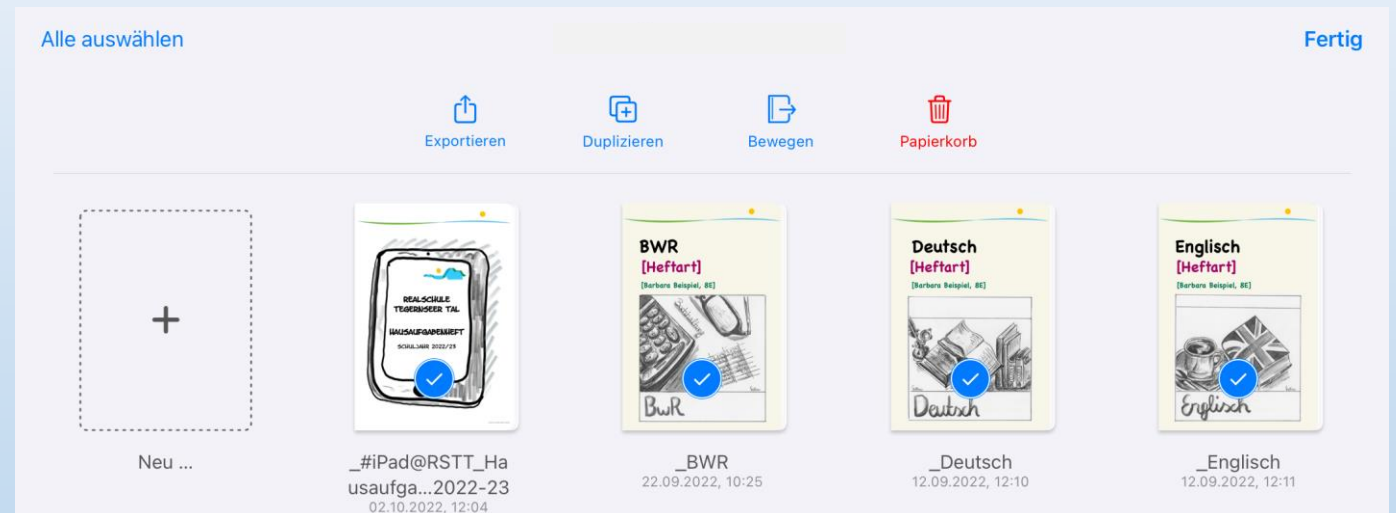 Alle auswählen
Fertig
Exportieren
Duplizieren
Bewegen
Papierkorb
REALSCHULE
TEGERNSEER TAL
HAUSAUFGABENHEFT
SCHULJAHR 2022/23
BWR
[Heftart]
[Barbara Beispiel, 8E]
BwR
Deutsch
[Heftart]
[Barbara Beispiel, 8E]
Deutsch
Englisch
[Heftart]
[Barbara Beispiel, 8E]
Englisch
Neu ...
_#iPad@RSTT_Ha
usaufga...2022-23
02.10.2022, 12:04
_BWR
22.09.2022, 10:25
_Deutsch
12.09.2022, 12:10
_Englisch
12.09.2022, 12:11